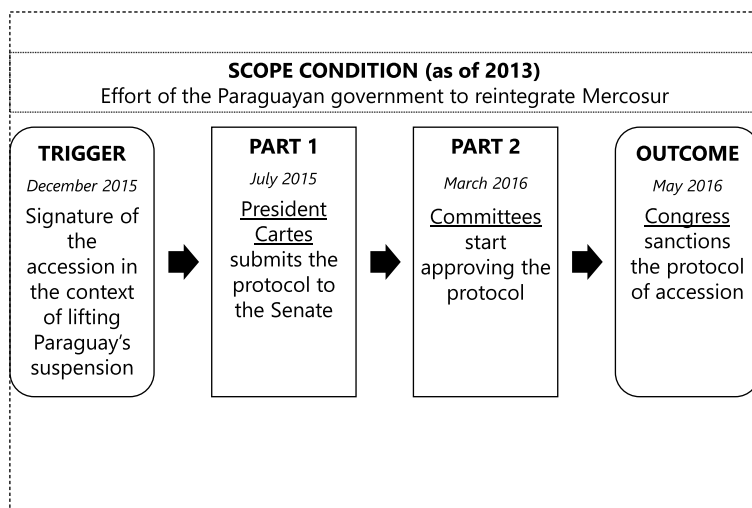 SCOPE CONDITION (as of 2013)
Effort of the Paraguayan government to reintegrate Mercosur
TRIGGER
December 2015
Signature of
the
accession in
the context
of lifting
Paraguay's
suspension
PART 1
July 2015
President
Cartes
submits the
protocol to
the Senate
PART 2
March 2016
Committees
start
approving the
protocol
OUTCOME
May 2016
Congress
sanctions
the protocol
of accession